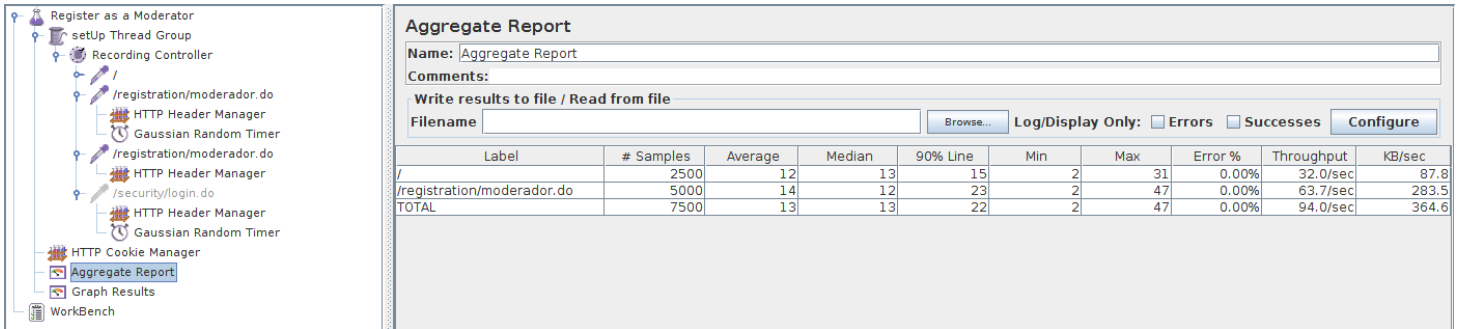 Register as a Moderator
setUp Thread Group
Recording Controller
/
/registration/moderador.do
HTTP Header Manager
Gaussian Random Timer
/registration/moderador.do
HTTP Header Manager
/security/login.do
HTTP Header Manager
Gaussian Random Timer
HTTP Cookie Manager
Aggregate Report
Graph Results
WorkBench
Aggregate Report
Name: Aggregate Report
Comments:
Write results to file / Read from file
Filename Browse... Log/Display Only: Errors Successes Configure
Label # Samples Average Median 90% Line Min Max Error % Throughput KB/sec
/ 2500 12 13 15 2 31 0.00% 32.0/sec 87.8
/registration/moderador.do 5000 14 12 23 2 47 0.00% 63.7/sec 283.5
TOTAL 7500 13 13 22 2 47 0.00% 94.0/sec 364.6